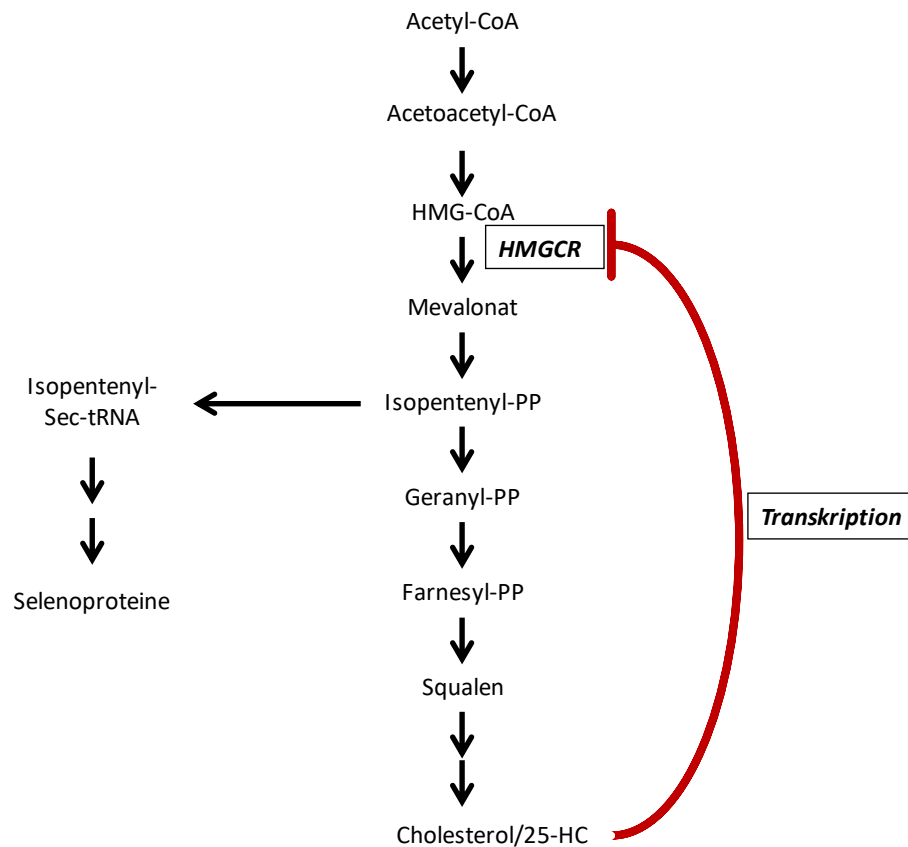 Acetyl-CoA
Acetoacetyl-CoA
HMG-CoA
HMGCR
Mevalonat
Isopentenyl-
Sec-tRNA
Isopentenyl-PP
Geranyl-PP
Transkription
Selenoproteine
Farnesyl-PP
Squalen
Cholesterol/25-HC